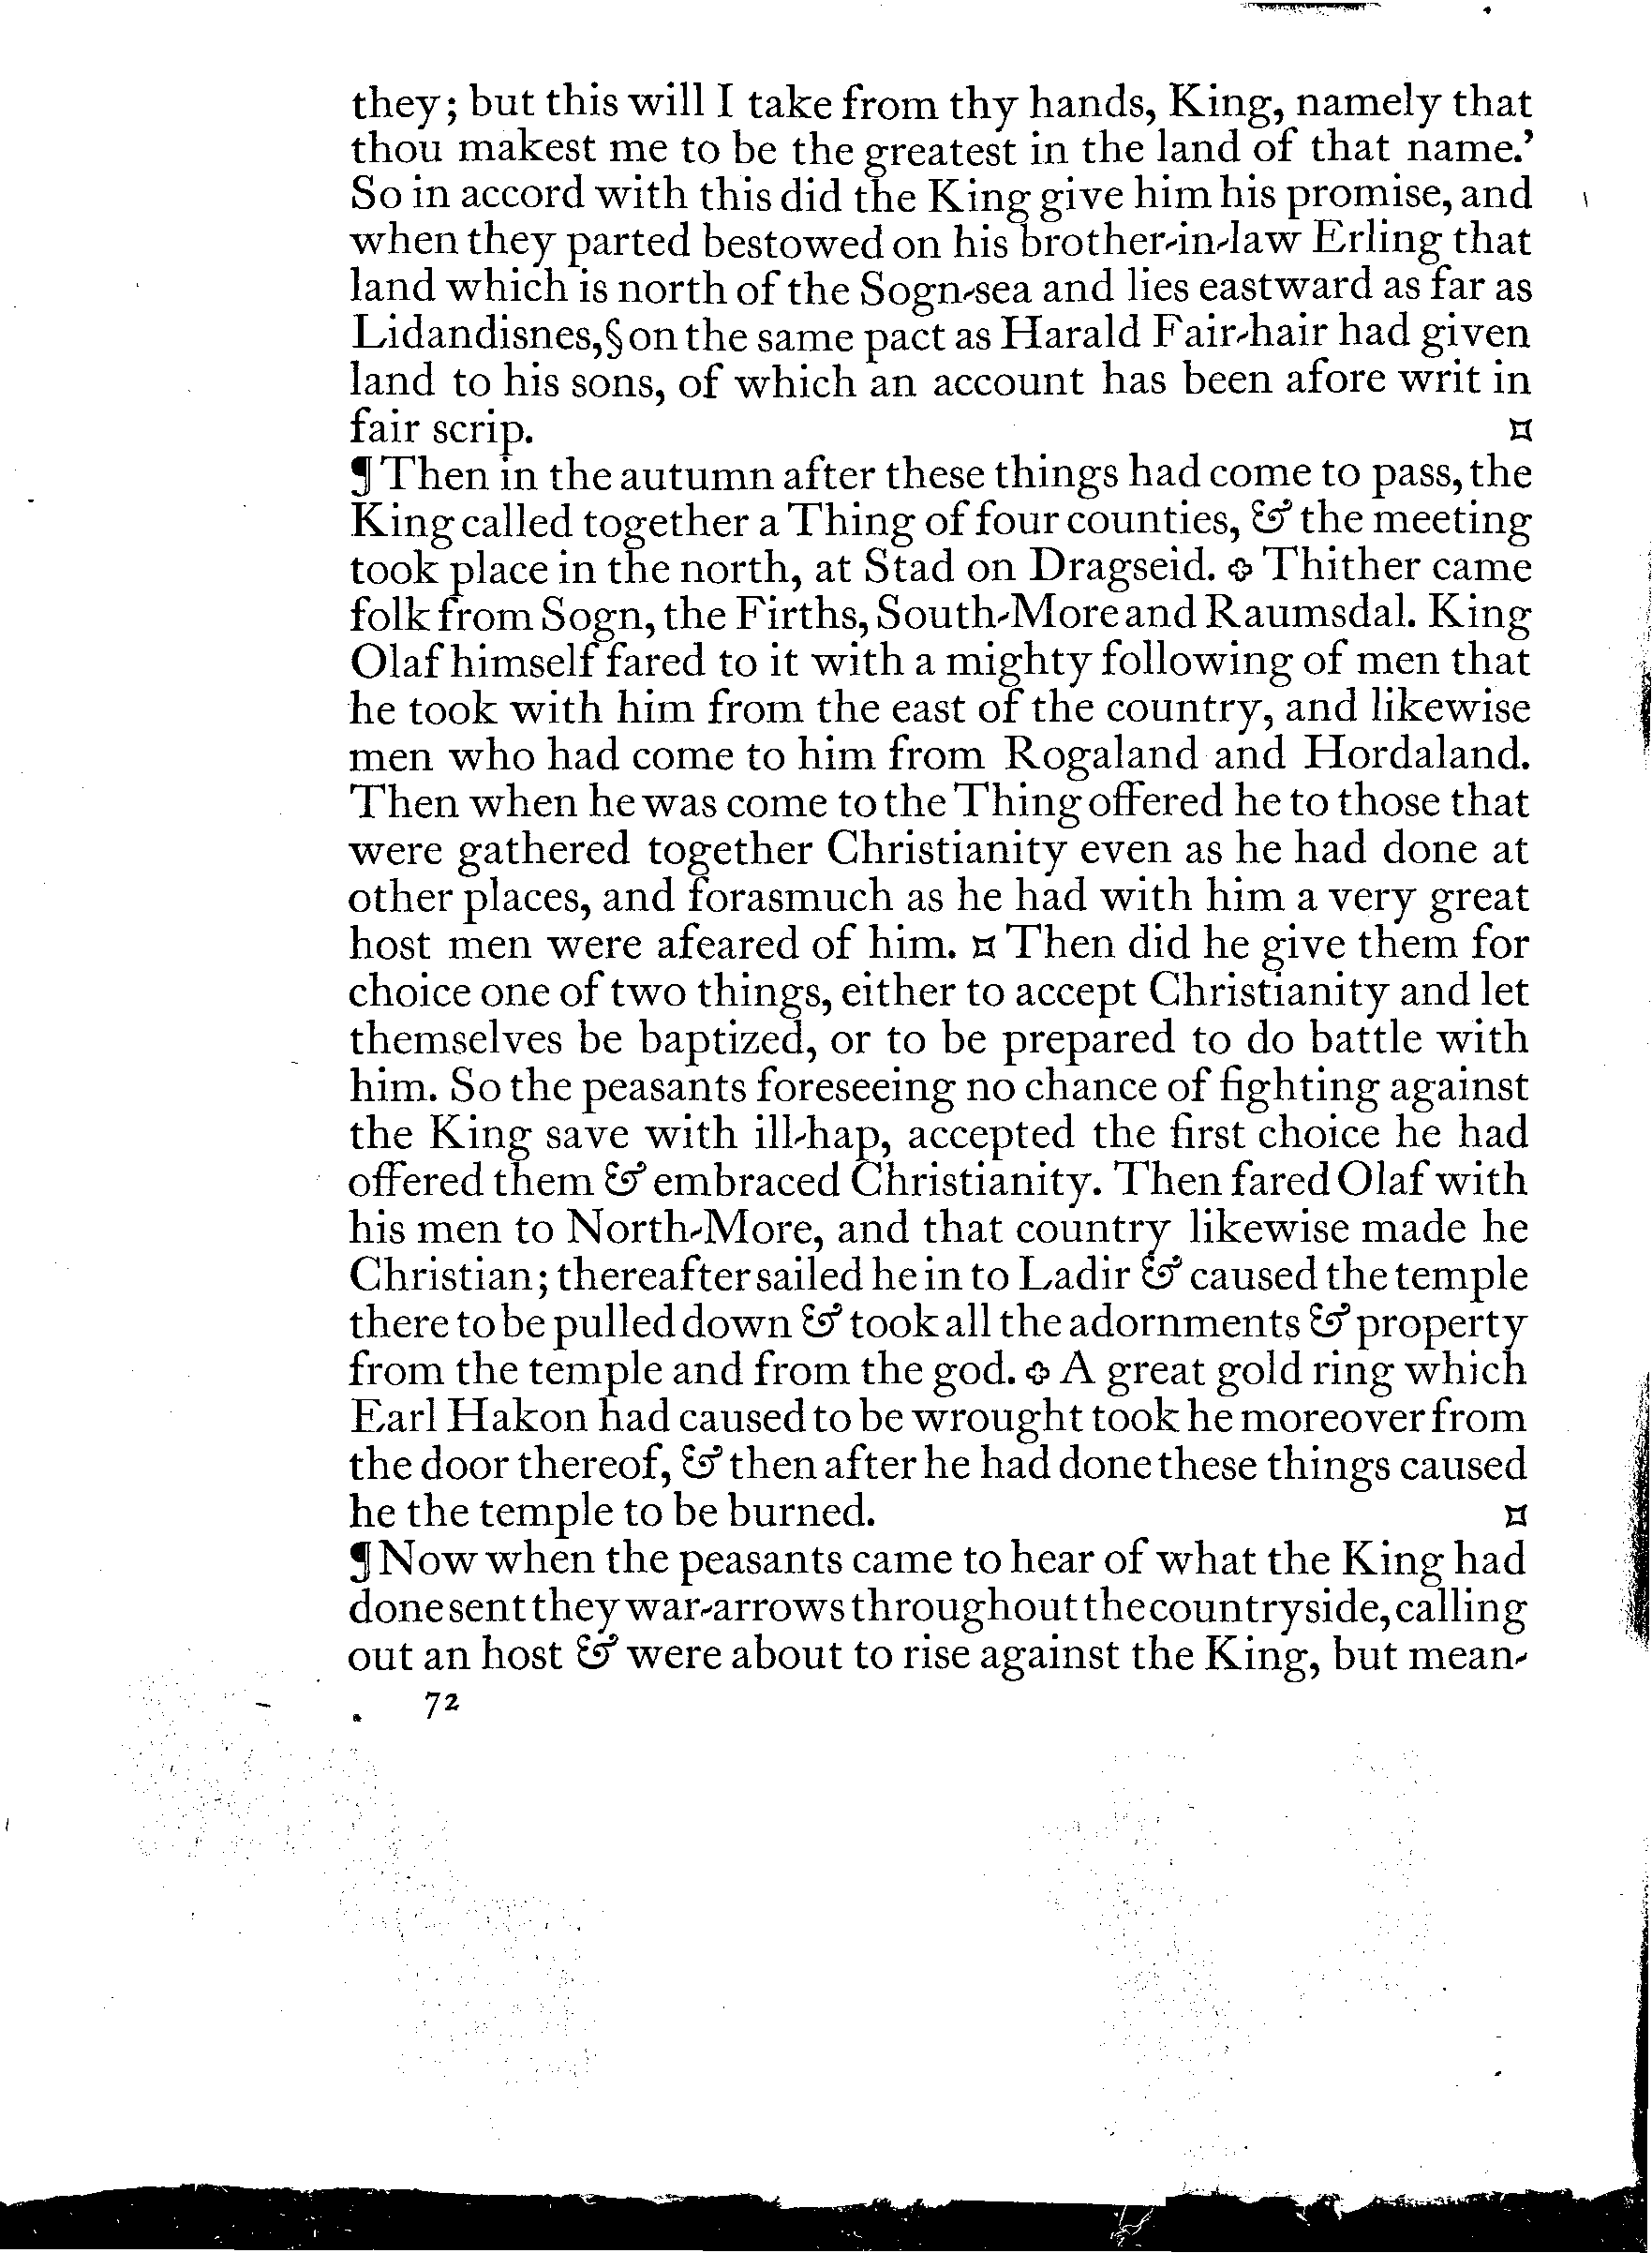 they; but this will I take from thy hands, King, namely that
thou makest me to be the greatest in the land of that name.'
So in accord with this did the King give him his promise, and
when they parted bestowed on his brother-in-law Erling that
land which is north of the Sogn-sea and lies eastward as far as
Lidandisnes,§ on the same pact as Harald Fair-hair had given
land to his sons, of which an account has been afore writ in
fair scrip. ¤
¶ Then in the autumn after these things had come to pass, the
King called together a Thing of four counties, & the meeting
took place in the north, at Stad on Dragseid. ✥ Thither came
folk from Sogn, the Firths, South-More and Raumsdal. King
Olaf himself fared to it with a mighty following of men that
he took with him from the east of the country, and likewise
men who had come to him from Rogaland and Hordaland.
Then when he was come to the Thing offered he to those that
were gathered together Christianity even as he had done at
other places, and forasmuch as he had with him a very great
host men were afeared of him. ¤ Then did he give them for
choice one of two things, either to accept Christianity and let
themselves be baptized, or to be prepared to do battle with
him. So the peasants foreseeing no chance of fighting against
the King save with ill-hap, accepted the first choice he had
offered them & embraced Christianity. Then fared Olaf with
his men to North-More, and that country likewise made he
Christian; thereafter sailed he in to Ladir & caused the temple
there to be pulled down & took all the adornments & property
from the temple and from the god. ✥ A great gold ring which
Earl Hakon had caused to be wrought took he moreover from
the door thereof, & then after he had done these things caused
he the temple to be burned. ¤
¶ Now when the peasants came to hear of what the King had
done sent they war-arrows throughout the countryside, calling
out an host & were about to rise against the King, but mean-
72